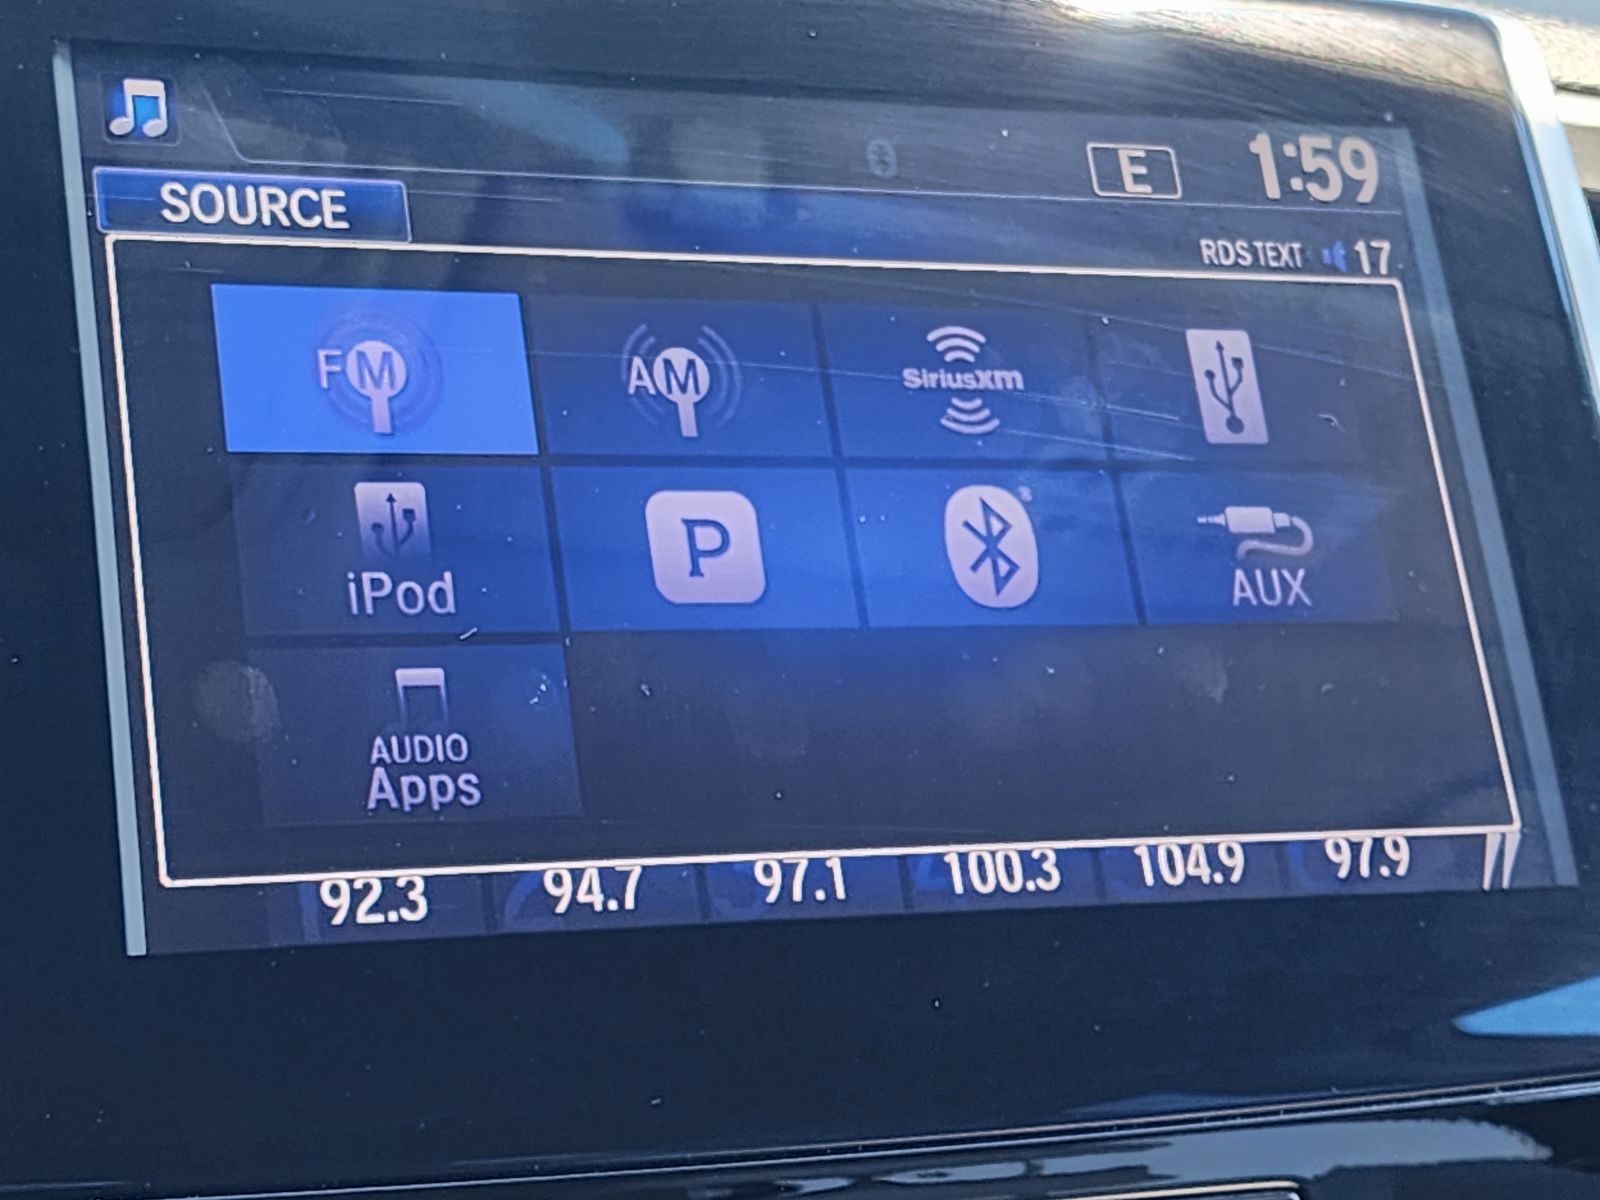 E 1:59
SOURCE
RDS TEXT 17
FM AM SiriusXM
iPod P AUX
AUDIO
Apps
92.3 94.7 97.1 100.3 104.9 97.9